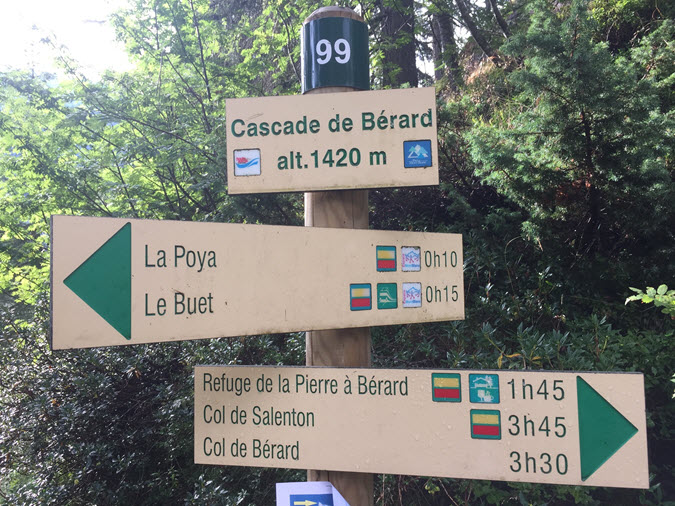 99
Cascade de Bérard
alt.1420 m
La Poya 0h10
Le Buet 0h15
Refuge de la Pierre à Bérard 1h45
Col de Salenton 3h45
Col de Bérard 3h30